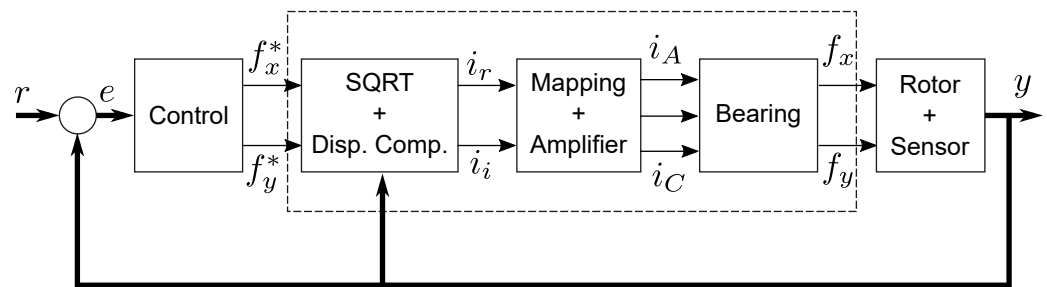 r
e
Control
f_x^*
f_y^*
SQRT
+
Disp. Comp.
i_r
i_i
Mapping
+
Amplifier
i_A
i_C
Bearing
f_x
f_y
Rotor
+
Sensor
y